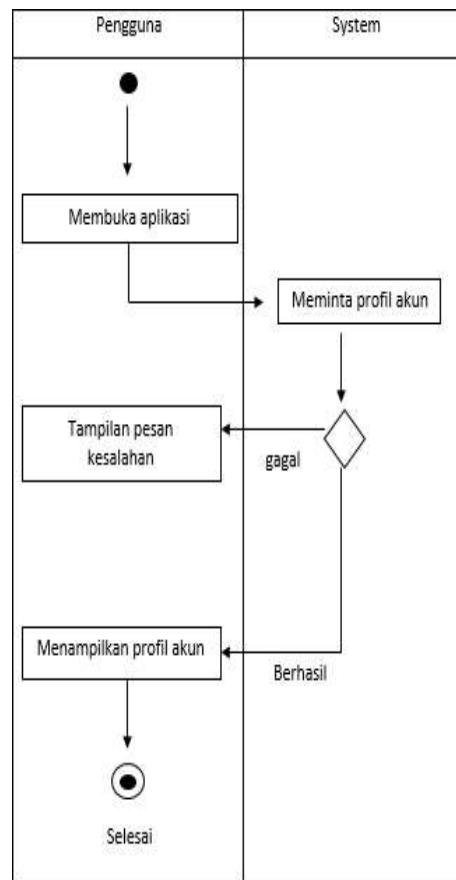 Pengguna
System
Membuka aplikasi
Meminta profil akun
Tampilan pesan
kesalahan
gagal
Menampilkan profil akun
Berhasil
Selesai